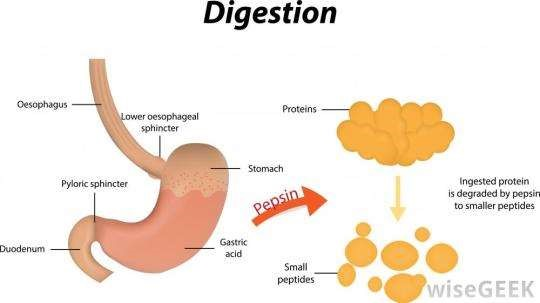 Digestion
Oesophagus
Lower oesophageal
sphincter
Pyloric sphincter
Stomach
Duodenum
Gastric
acid
Pepsin
Proteins
Ingested protein
is degraded by pepsin
to smaller peptides
Small
peptides
wiseGEEK